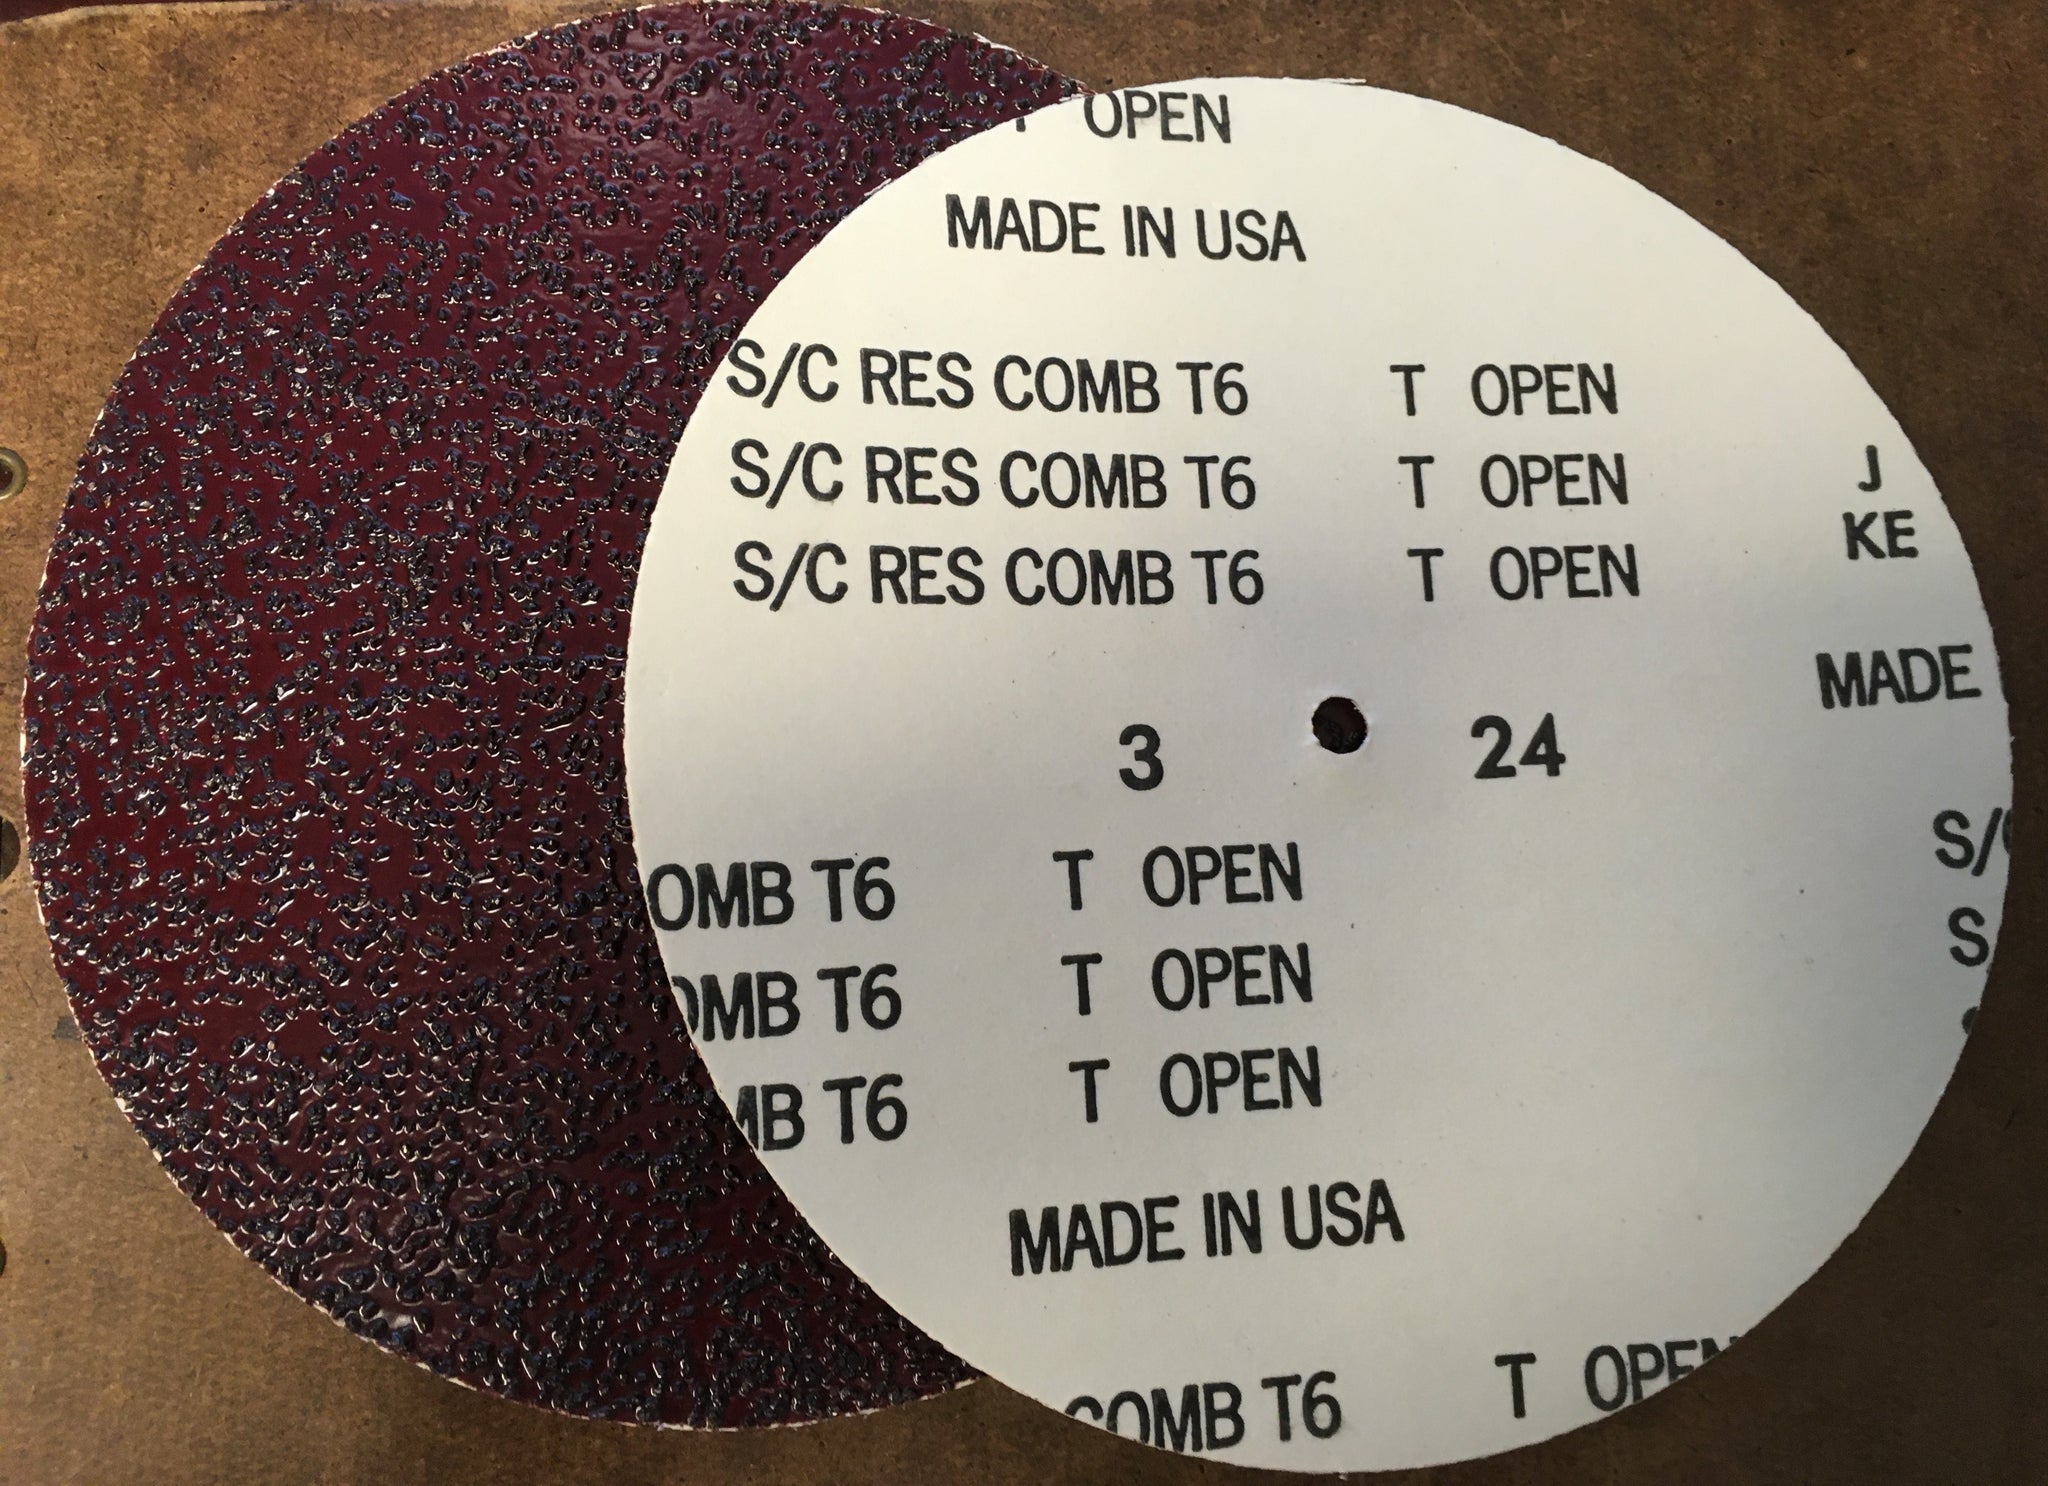 OPEN
MADE IN USA
S/C RES COMB T6 T OPEN
S/C RES COMB T6 T OPEN
S/C RES COMB T6 T OPEN
J
KE
MADE
3 24
S/
OMB T6 T OPEN
S
OMB T6 T OPEN
MB T6 T OPEN
MADE IN USA
COMB T6 T OPEN